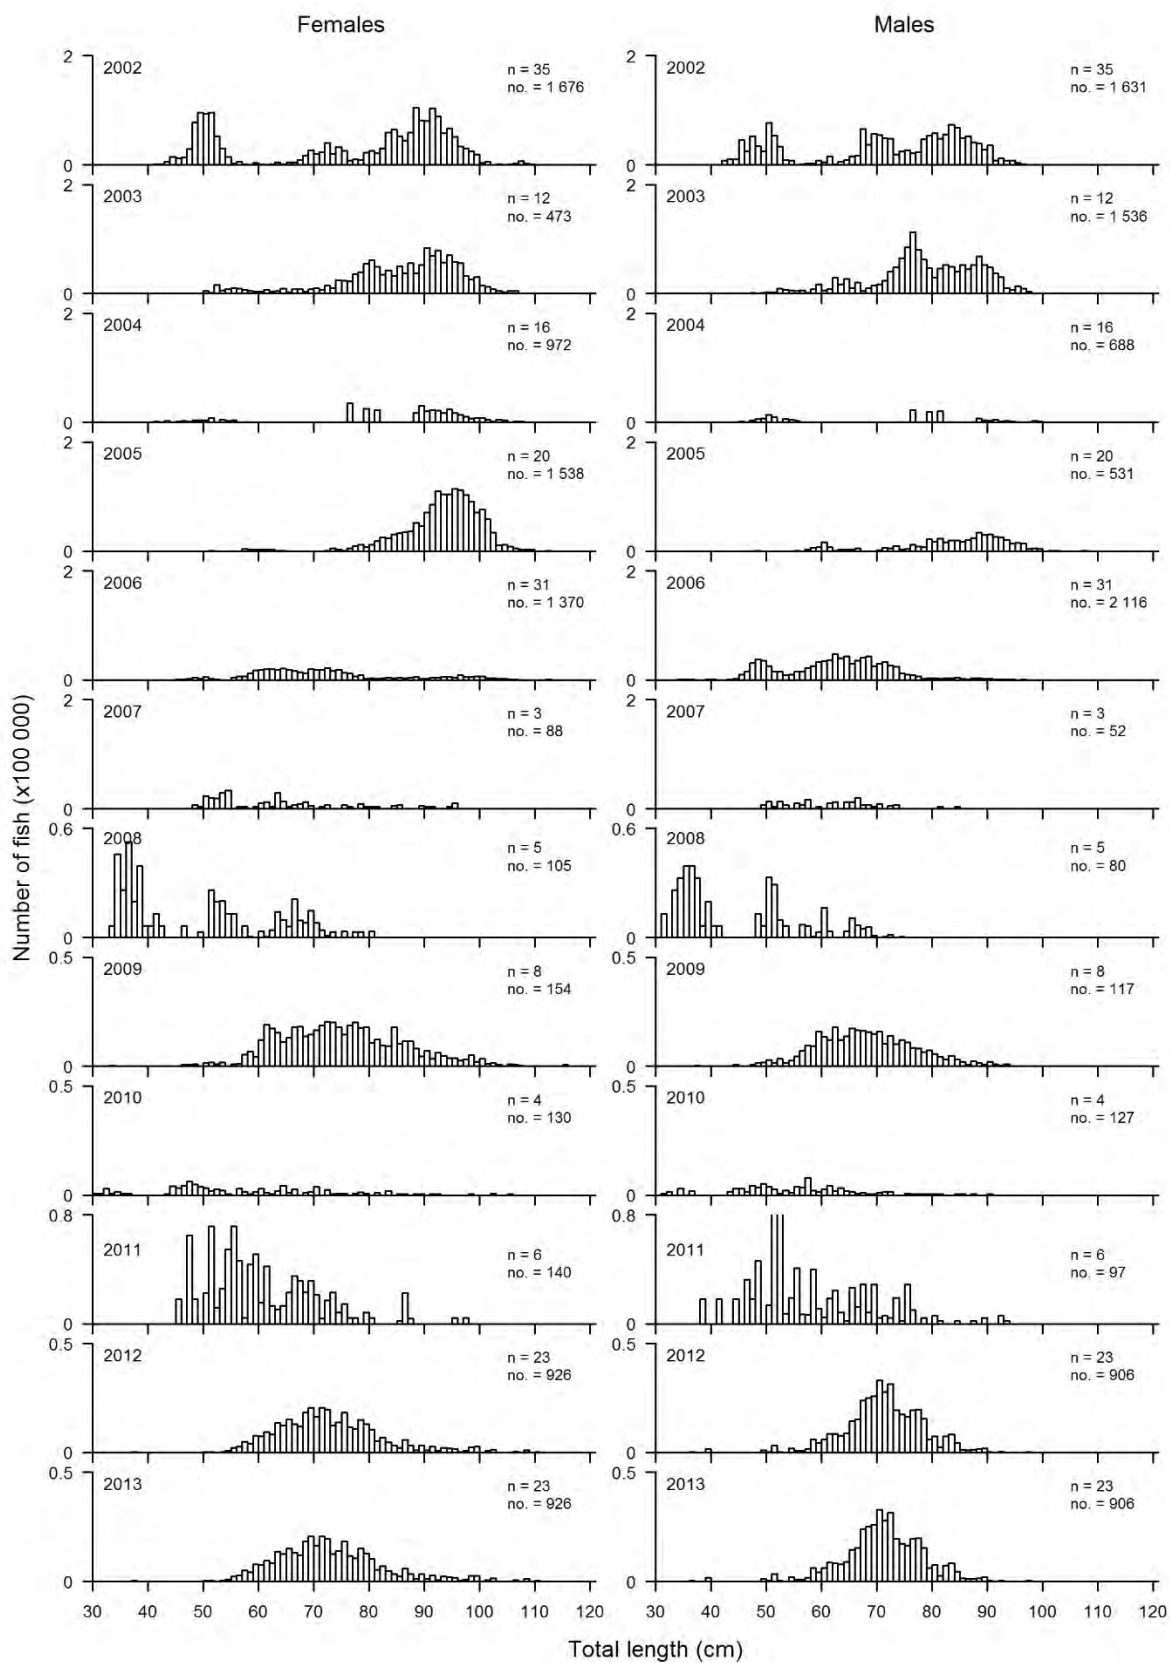 Females Males
2 2002 n = 35 2 2002 n = 35
no. = 1 676 no. = 1 631
0 0
2 2003 n = 12 2 2003 n = 12
no. = 473 no. = 1 536
0 0
2 2004 n = 16 2 2004 n = 16
no. = 972 no. = 688
0 0
2 2005 n = 20 2 2005 n = 20
no. = 1 538 no. = 531
0 0
2 2006 n = 31 2 2006 n = 31
no. = 1 370 no. = 2 116
0 0
2 2007 n = 3 2 2007 n = 3
no. = 88 no. = 52
0 0
Number of fish (x100 000)
0.6 2008 n = 5 0.6 2008 n = 5
no. = 105 no. = 80
0 0
0.5 2009 n = 8 0.5 2009 n = 8
no. = 154 no. = 117
0 0
0.5 2010 n = 4 0.5 2010 n = 4
no. = 130 no. = 127
0 0
0.8 2011 n = 6 0.8 2011 n = 6
no. = 140 no. = 97
0 0
0.5 2012 n = 23 0.5 2012 n = 23
no. = 926 no. = 906
0 0
0.5 2013 n = 23 0.5 2013 n = 23
no. = 926 no. = 906
0 0
30 40 50 60 70 80 90 100 110 120 30 40 50 60 70 80 90 100 110 120
Total length (cm)